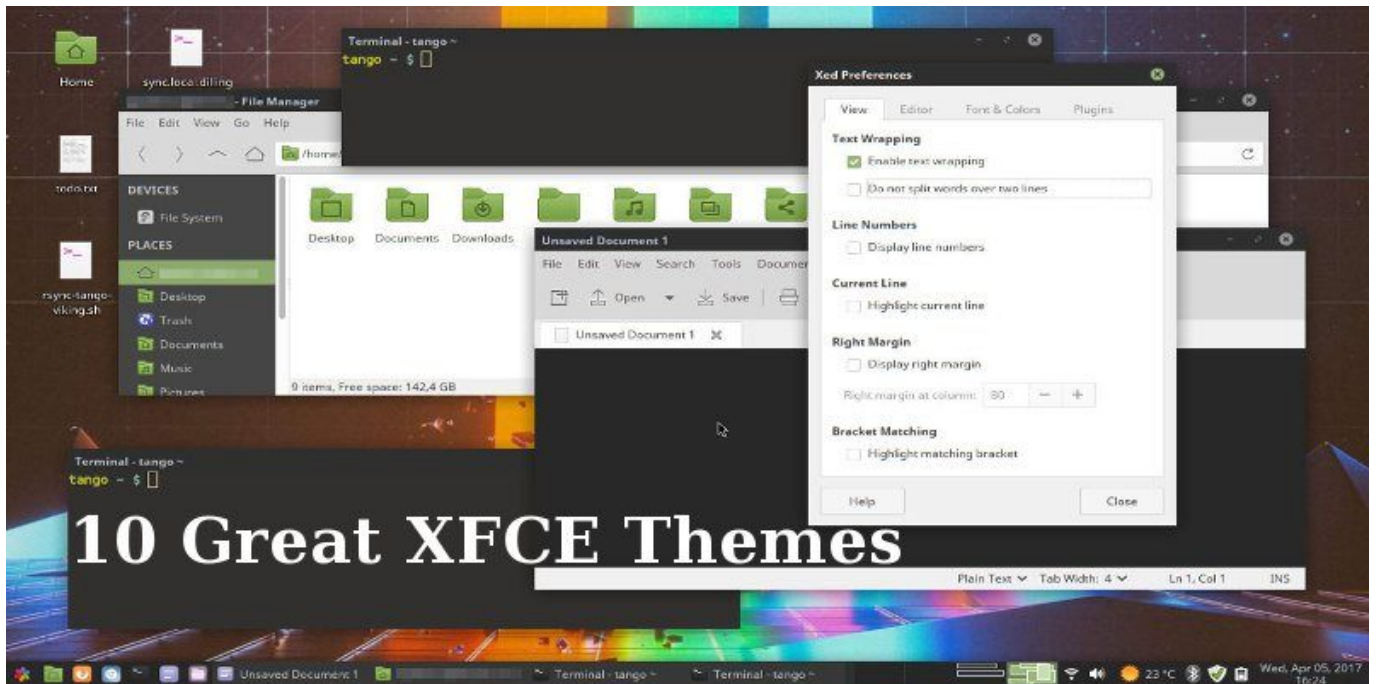 Home
sync.local.dilling
todo.txt
rsync-tango-
viking.sh
Terminal - tango ~
tango ~ $
- File Manager
File Edit View Go Help
/home/
DEVICES
File System
PLACES
Desktop
Trash
Documents
Music
Pictures
Desktop Documents Downloads
9 items, Free space: 142,4 GB
Unsaved Document 1
File Edit View Search Tools Documen
Open Save
Unsaved Document 1
Xed Preferences
View Editor Font & Colors Plugins
Text Wrapping
Enable text wrapping
Do not split words over two lines
Line Numbers
Display line numbers
Current Line
Highlight current line
Right Margin
Display right margin
Right margin at column: 80 - +
Bracket Matching
Highlight matching bracket
Help Close
Plain Text Tab Width: 4 Ln 1, Col 1 INS
Terminal - tango ~
tango ~ $
10 Great XFCE Themes
Unsaved Document 1 Terminal - tango ~ Terminal - tango ~ 23 °C Wed, Apr 05, 2017
16:24